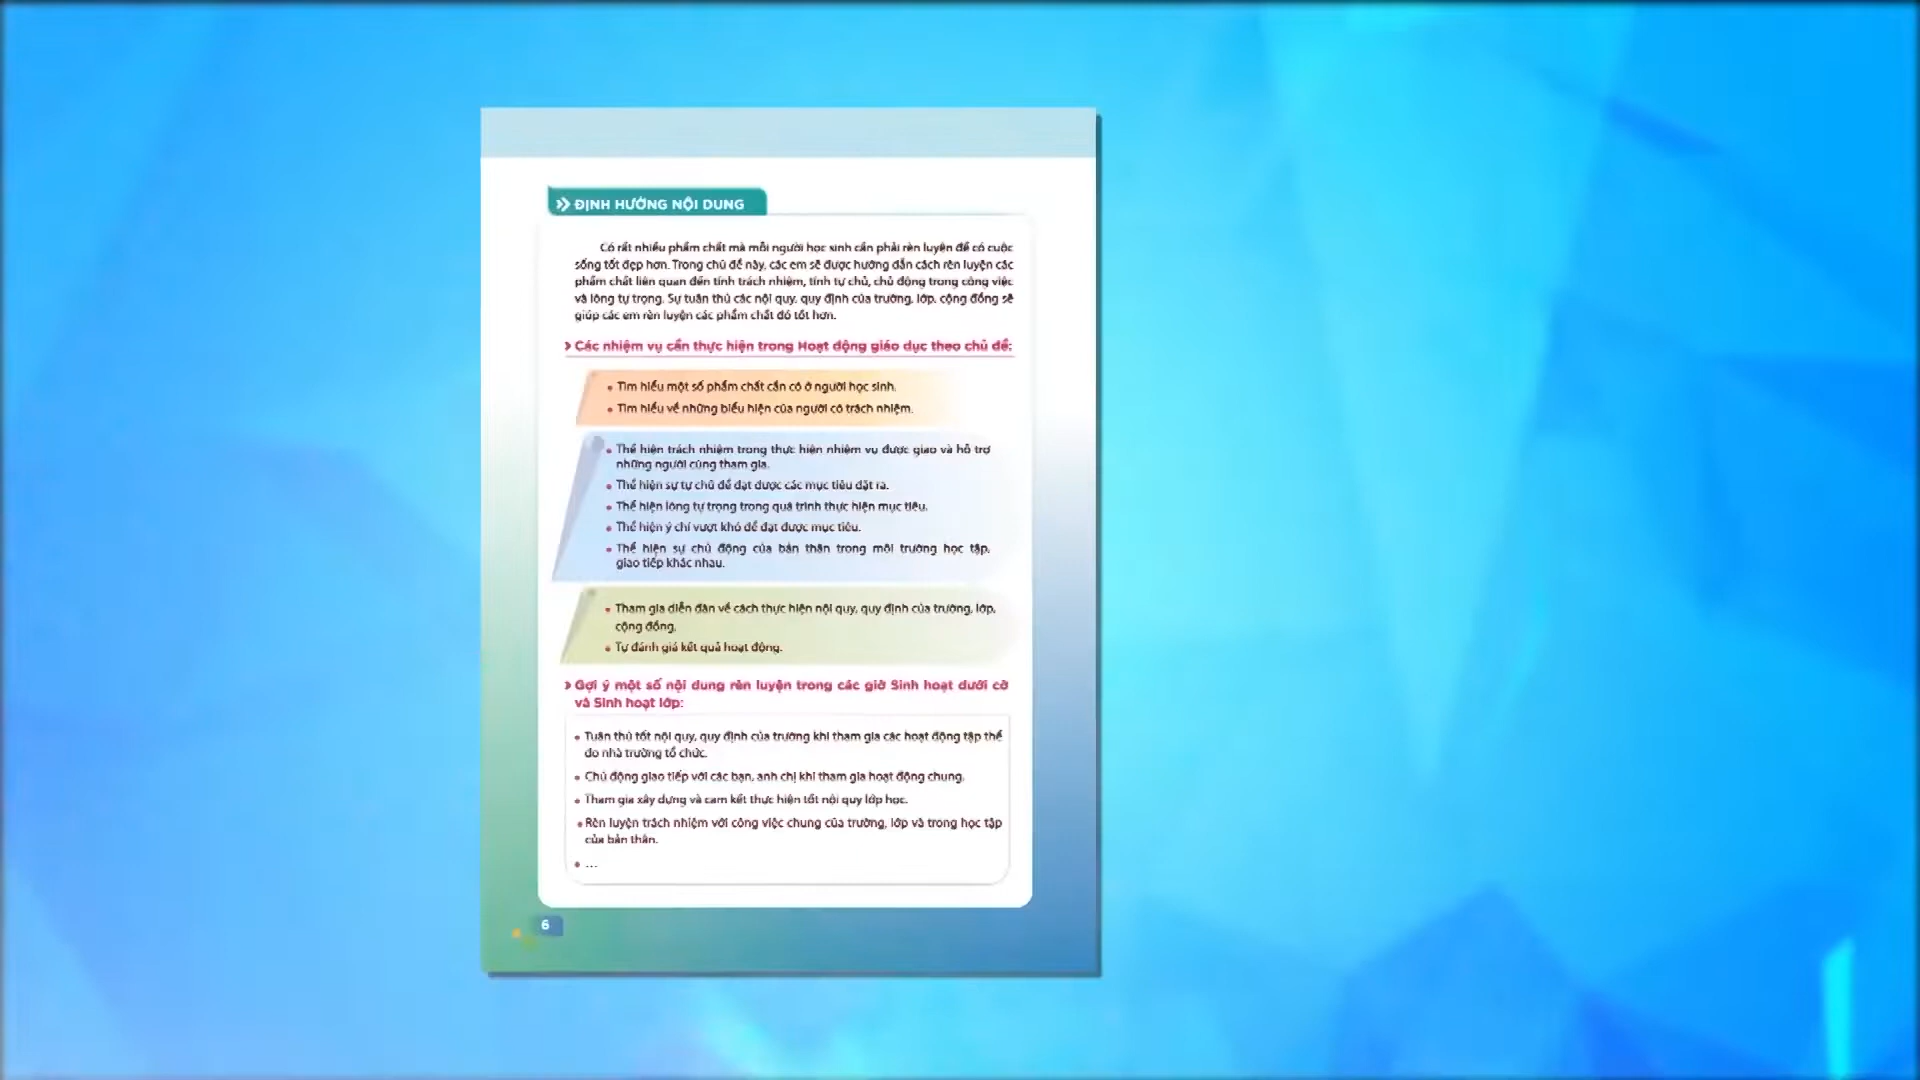 ĐỊNH HƯỚNG NỘI DUNG
Có rất nhiều phẩm chất mà mỗi người học sinh cần phải rèn luyện để có cuộc
sống tốt đẹp hơn. Trong chủ đề này, các em sẽ được hướng dẫn cách rèn luyện các
phẩm chất liên quan đến tính trách nhiệm, tính tự chủ, chủ động trong công việc
và lòng tự trọng. Sự tuân thủ các nội quy, quy định của trường, lớp, cộng đồng sẽ
giúp các em rèn luyện các phẩm chất đó tốt hơn.
Các nhiệm vụ cần thực hiện trong Hoạt động giáo dục theo chủ đề:
• Tìm hiểu một số phẩm chất cần có ở người học sinh.
• Tìm hiểu về những biểu hiện của người có trách nhiệm.
• Thể hiện trách nhiệm trong thực hiện nhiệm vụ được giao và hỗ trợ
những người cùng tham gia.
• Thể hiện sự tự chủ để đạt được các mục tiêu đặt ra.
• Thể hiện lòng tự trọng trong quá trình thực hiện mục tiêu.
• Thể hiện ý chí vượt khó để đạt được mục tiêu.
• Thể hiện sự chủ động của bản thân trong môi trường học tập,
giao tiếp khác nhau.
• Tham gia diễn đàn về cách thực hiện nội quy, quy định của trường, lớp,
cộng đồng.
• Tự đánh giá kết quả hoạt động.
Gợi ý một số nội dung rèn luyện trong các giờ Sinh hoạt dưới cờ
và Sinh hoạt lớp:
• Tuân thủ tốt nội quy, quy định của trường khi tham gia các hoạt động tập thể
do nhà trường tổ chức.
• Chủ động giao tiếp với các bạn, anh chị khi tham gia hoạt động chung.
• Tham gia xây dựng và cam kết thực hiện tốt nội quy lớp học.
• Rèn luyện trách nhiệm với công việc chung của trường, lớp và trong học tập
của bản thân.
• ...
6